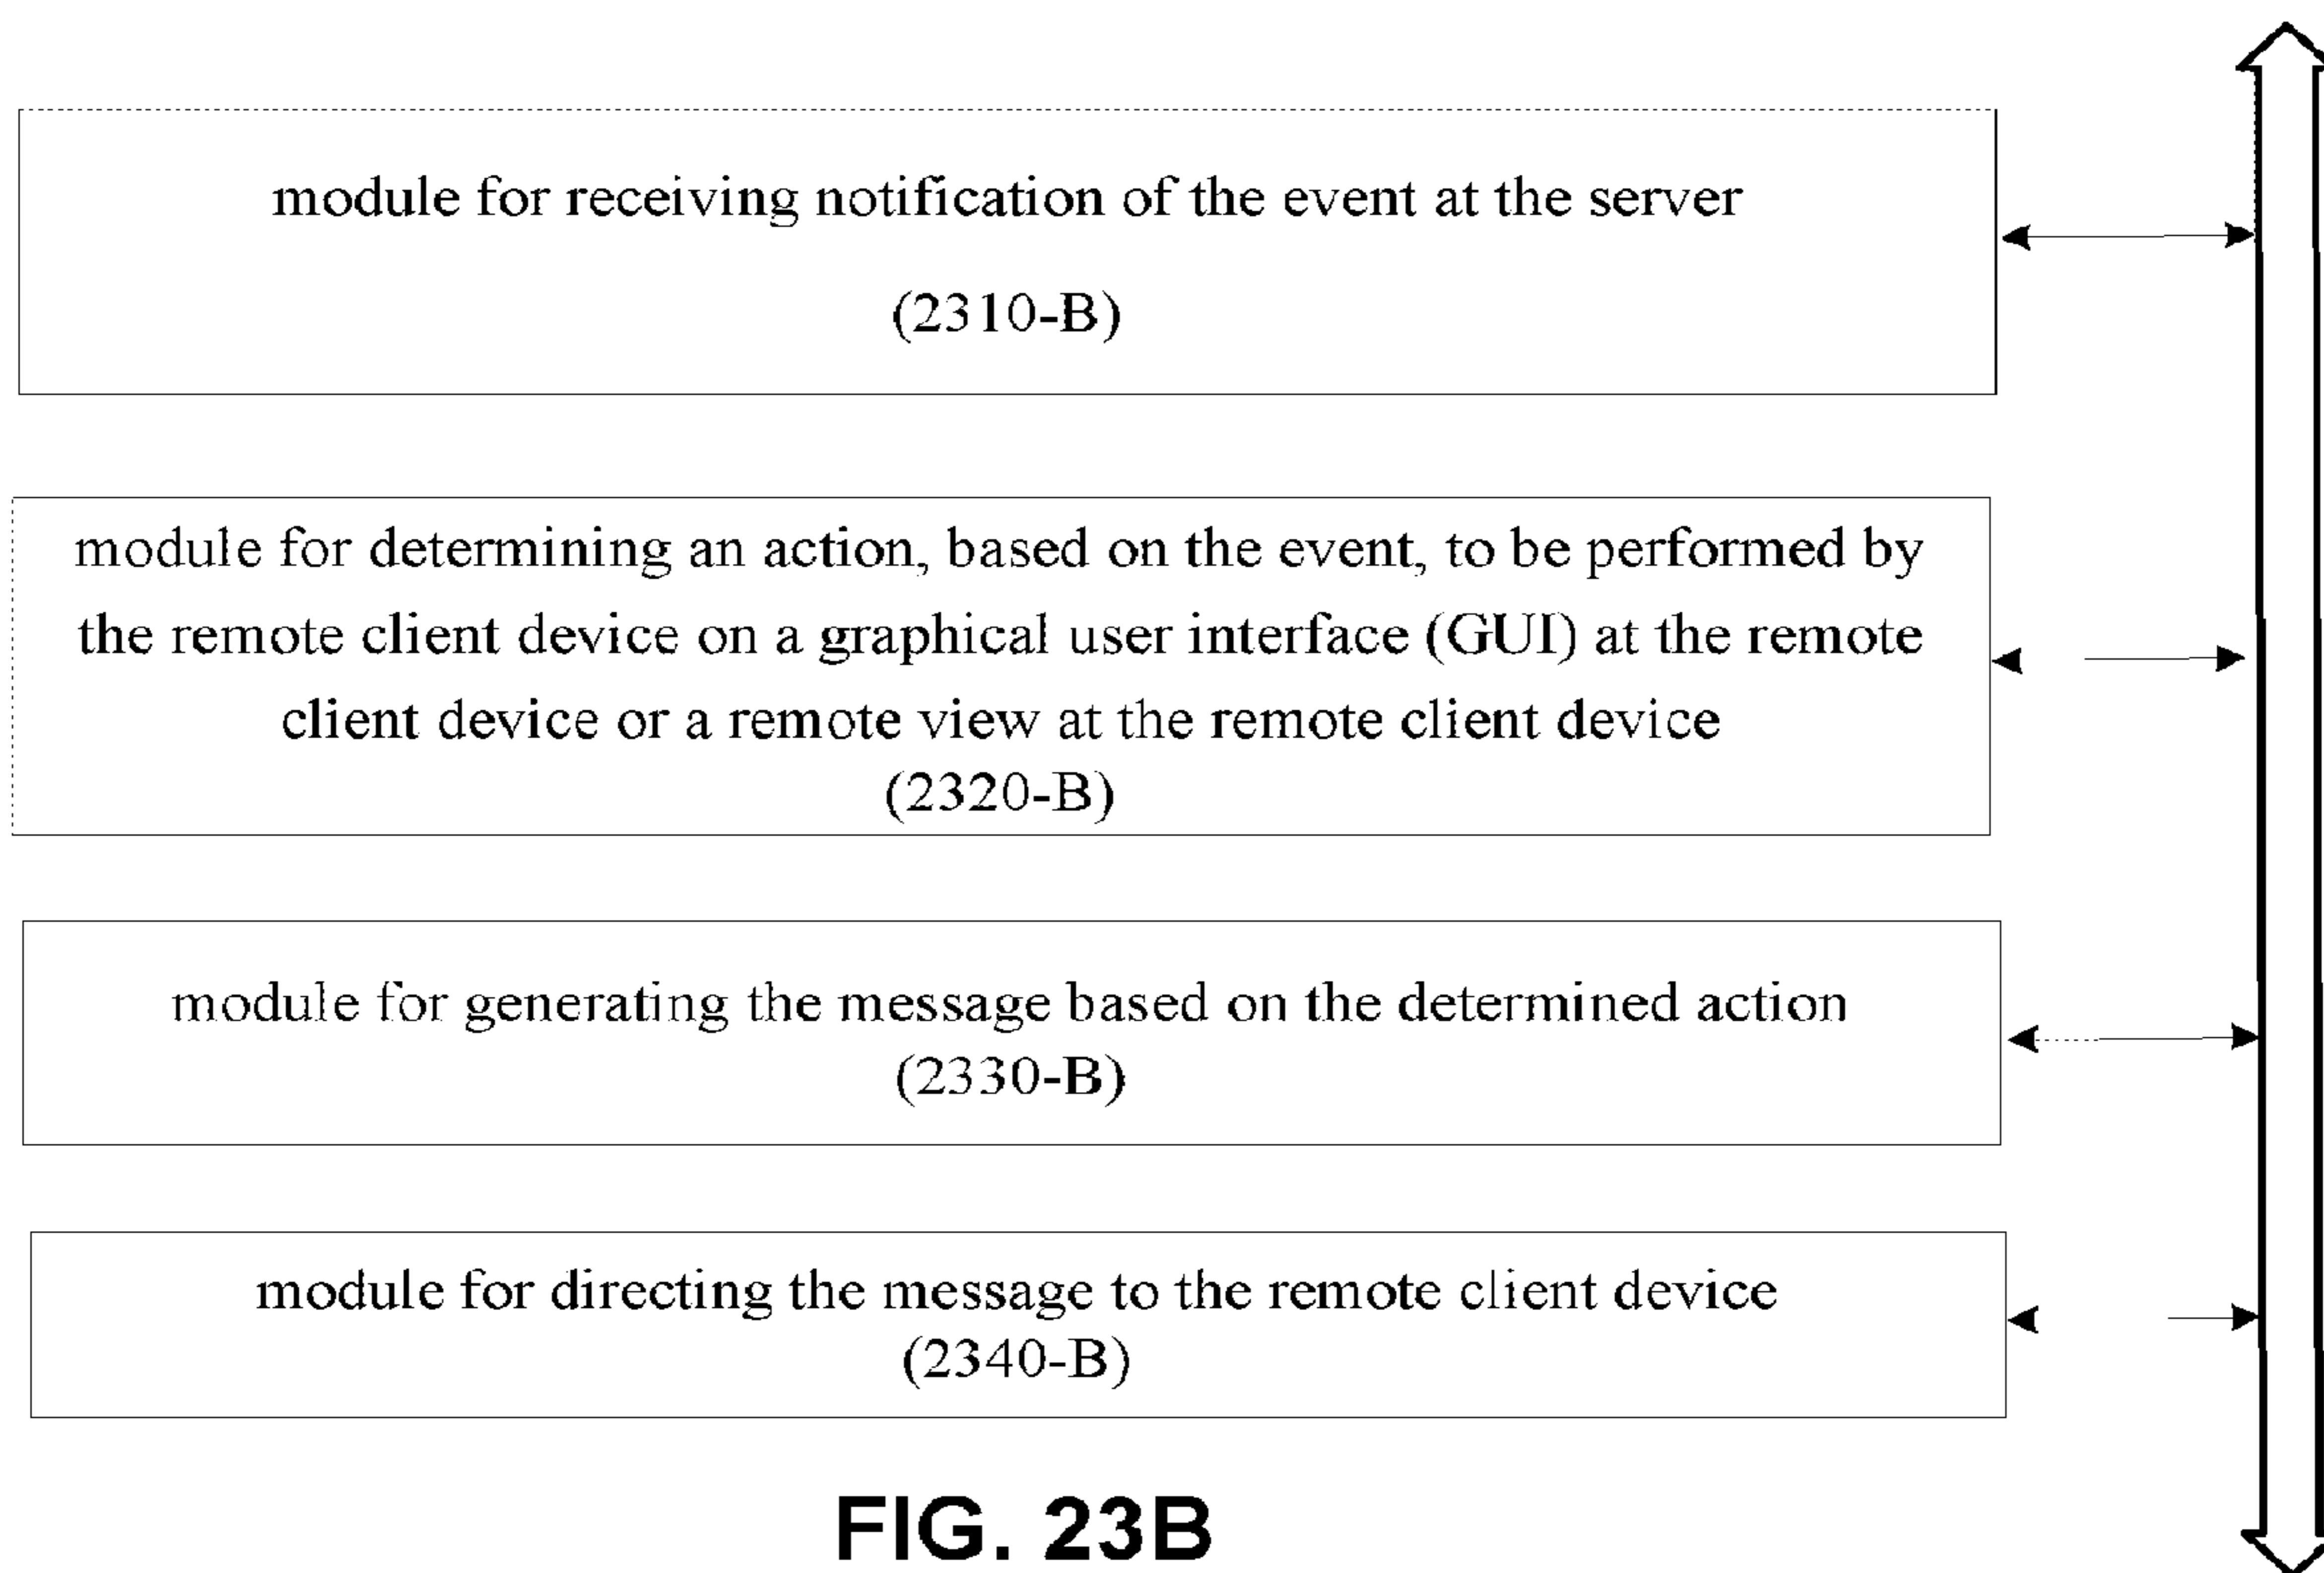 module for receiving notification of the event at the server
(2310-B)
module for determining an action, based on the event, to be performed by
the remote client device on a graphical user interface (GUI) at the remote
client device or a remote view at the remote client device
(2320-B)
module for generating the message based on the determined action
(2330-B)
module for directing the message to the remote client device
(2340-B)
FIG. 23B